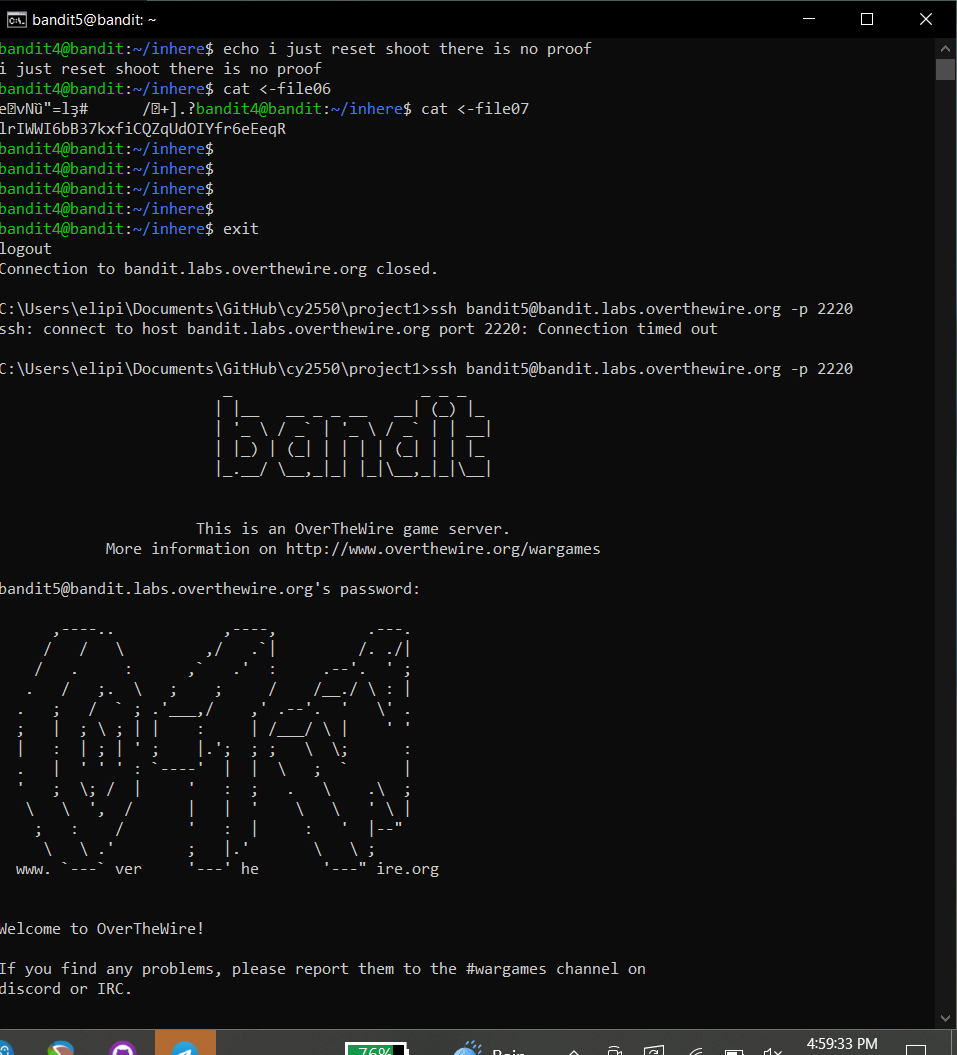 bandit5@bandit: ~
bandit4@bandit:~/inhere$ echo i just reset shoot there is no proof
i just reset shoot there is no proof
bandit4@bandit:~/inhere$ cat <-file06
bandit4@bandit:~/inhere$ cat <-file07
lrIWWI6bB37kxfiCQZqUdOIYfr6eEeqR
bandit4@bandit:~/inhere$
bandit4@bandit:~/inhere$
bandit4@bandit:~/inhere$
bandit4@bandit:~/inhere$
bandit4@bandit:~/inhere$ exit
logout
Connection to bandit.labs.overthewire.org closed.
C:\Users\elipi\Documents\GitHub\cy2550\project1>ssh bandit5@bandit.labs.overthewire.org -p 2220
ssh: connect to host bandit.labs.overthewire.org port 2220: Connection timed out
C:\Users\elipi\Documents\GitHub\cy2550\project1>ssh bandit5@bandit.labs.overthewire.org -p 2220
bandit
This is an OverTheWire game server.
More information on http://www.overthewire.org/wargames
bandit5@bandit.labs.overthewire.org's password:
www. `---` ver '---' he '---" ire.org
Welcome to OverTheWire!
If you find any problems, please report them to the #wargames channel on
discord or IRC.
76%
Rain
4:59:33 PM